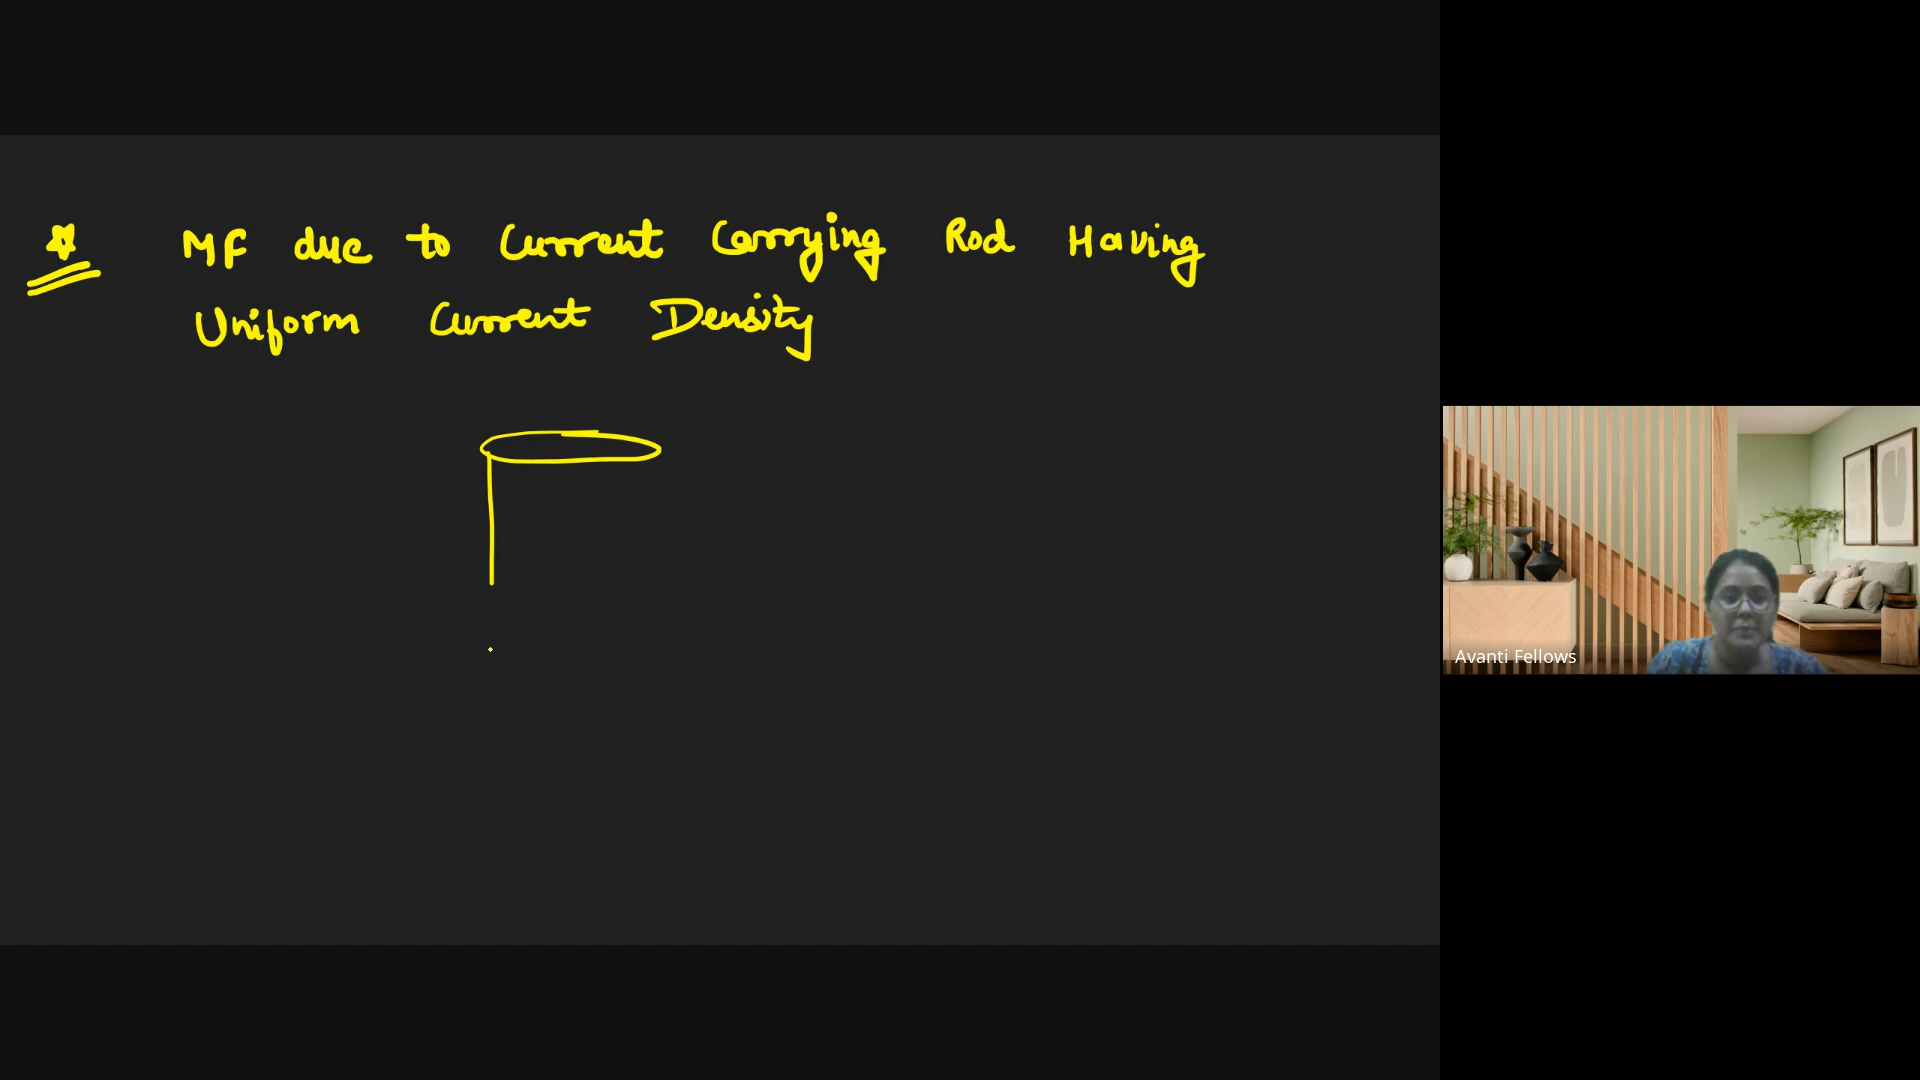 MF due to Current Carrying Rod Having
Uniform Current Density
Avanti Fellows